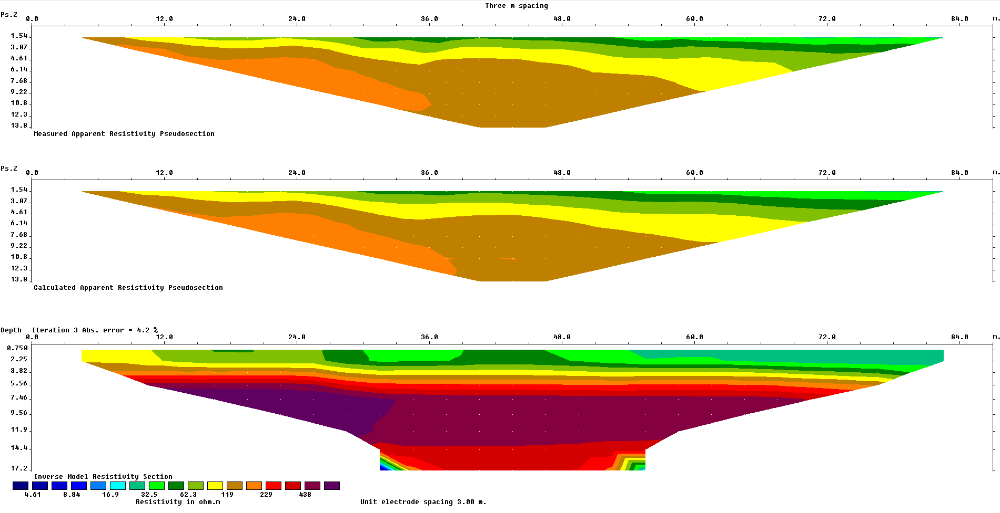 Three m spacing
Ps.Z 0.0 12.0 24.0 36.0 48.0 60.0 72.0 84.0 m.
1.54
3.07
4.61
6.14
7.68
9.22
10.8
12.3
13.8
Measured Apparent Resistivity Pseudosection
Ps.Z 0.0 12.0 24.0 36.0 48.0 60.0 72.0 84.0 m.
1.54
3.07
4.61
6.14
7.68
9.22
10.8
12.3
13.8
Calculated Apparent Resistivity Pseudosection
Depth Iteration 3 Abs. error = 4.2 %
0.0 12.0 24.0 36.0 48.0 60.0 72.0 84.0 m.
0.750
2.25
3.82
5.56
7.46
9.56
11.9
14.4
17.2
Inverse Model Resistivity Section
4.61 8.84 16.9 32.5 62.3 119 229 438
Resistivity in ohm.m Unit electrode spacing 3.00 m.